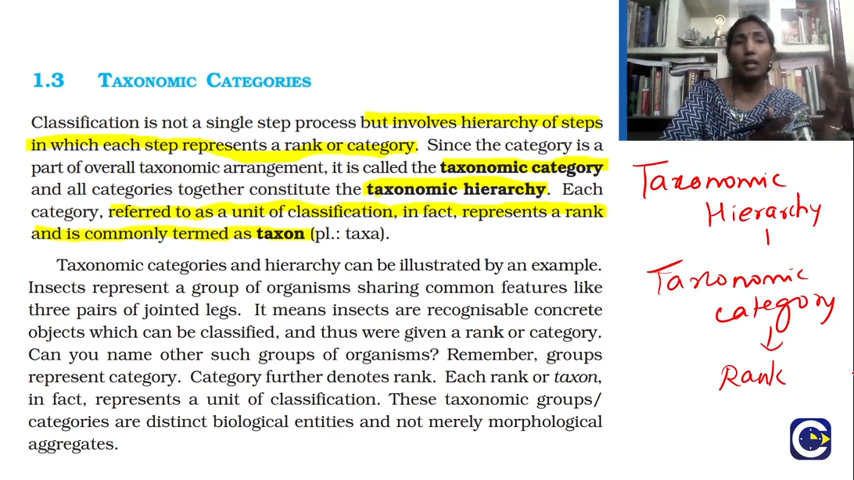 1.3 TAXONOMIC CATEGORIES
Classification is not a single step process but involves hierarchy of steps
in which each step represents a rank or category. Since the category is a
part of overall taxonomic arrangement, it is called the taxonomic category
and all categories together constitute the taxonomic hierarchy. Each
category, referred to as a unit of classification, in fact, represents a rank
and is commonly termed as taxon (pl.: taxa).
Taxonomic categories and hierarchy can be illustrated by an example.
Insects represent a group of organisms sharing common features like
three pairs of jointed legs. It means insects are recognisable concrete
objects which can be classified, and thus were given a rank or category.
Can you name other such groups of organisms? Remember, groups
represent category. Category further denotes rank. Each rank or taxon,
in fact, represents a unit of classification. These taxonomic groups/
categories are distinct biological entities and not merely morphological
aggregates.
Taxonomic
Hierarchy
Taxonomic
category
Rank